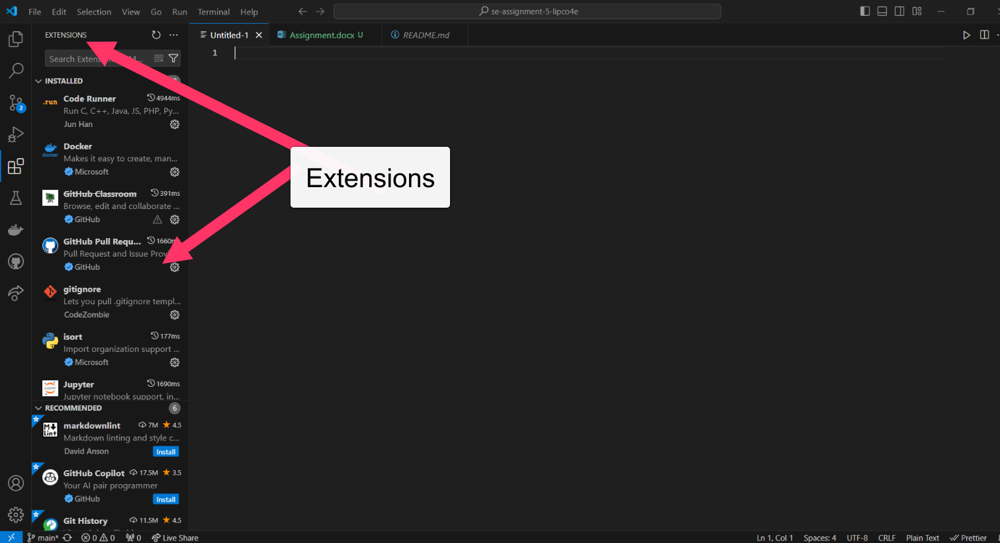 File Edit Selection View Go Run Terminal Help
se-assignment-5-lipco4e
EXTENSIONS
Untitled-1
Assignment.docx U
README.md
Search Extens
1
INSTALLED
.run
Code Runner 4944ms
Run C, C++, Java, JS, PHP, Py...
Jun Han
docker
Docker
Makes it easy to create, man...
Microsoft
GitHub Classroom 391ms
Browse, edit and collaborate ...
GitHub
GitHub Pull Requ... 1660m
Pull Request and Issue Provi
GitHub
gitignore
Lets you pull .gitignore templ...
CodeZombie
isort 177ms
Import organization support ...
Microsoft
Jupyter 1690ms
Jupyter notebook support, in...
RECOMMENDED 6
markdownlint 7M 4.5
Markdown linting and style c...
David Anson Install
GitHub Copilot 17.5M 3.5
Your AI pair programmer
GitHub Install
Git History 11.5M 4.5
Extensions
2
main* 0 0 0 Live Share
Ln 1, Col 1 Spaces: 4 UTF-8 CRLF Plain Text Prettier